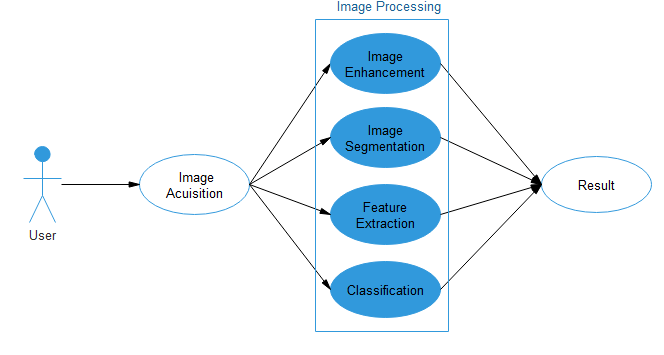 Image Processing
Image
Enhancement
Image
Segmentation
Image
Acuisition
Feature
Extraction
Result
User
Classification